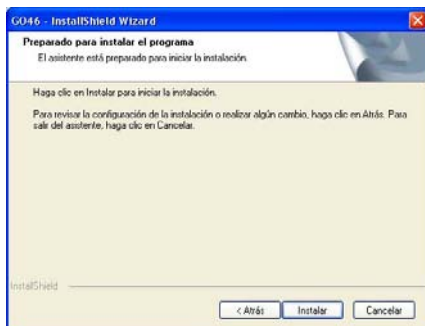 GO46 - InstallShield Wizard
Preparado para instalar el programa
El asistente está preparado para iniciar la instalación.
Haga clic en Instalar para iniciar la instalación.
Para revisar la configuración de la instalación o realizar algún cambio, haga clic en Atrás. Para
salir del asistente, haga clic en Cancelar.
InstallShield
< Atrás
Instalar
Cancelar